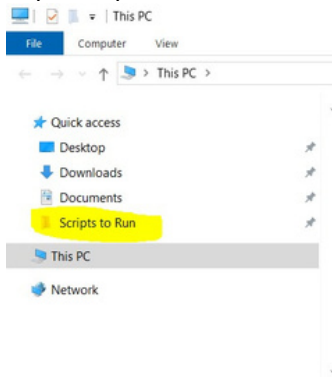 This PC
File Computer View
This PC
Quick access
Desktop
Downloads
Documents
Scripts to Run
This PC
Network